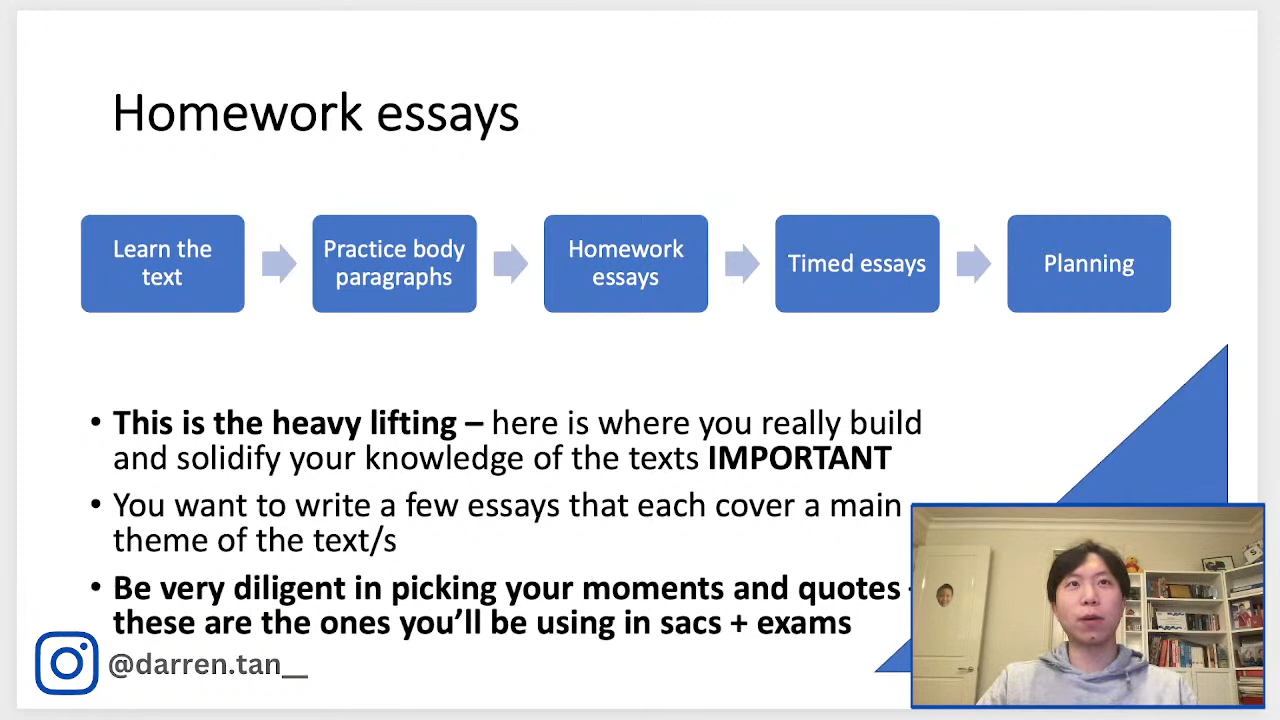 Homework essays
Learn the
text
Practice body
paragraphs
Homework
essays
Timed essays
Planning
• This is the heavy lifting – here is where you really build
and solidify your knowledge of the texts IMPORTANT
• You want to write a few essays that each cover a main
theme of the text/s
• Be very diligent in picking your moments and quotes -
these are the ones you’ll be using in sacs + exams
@darren.tan__